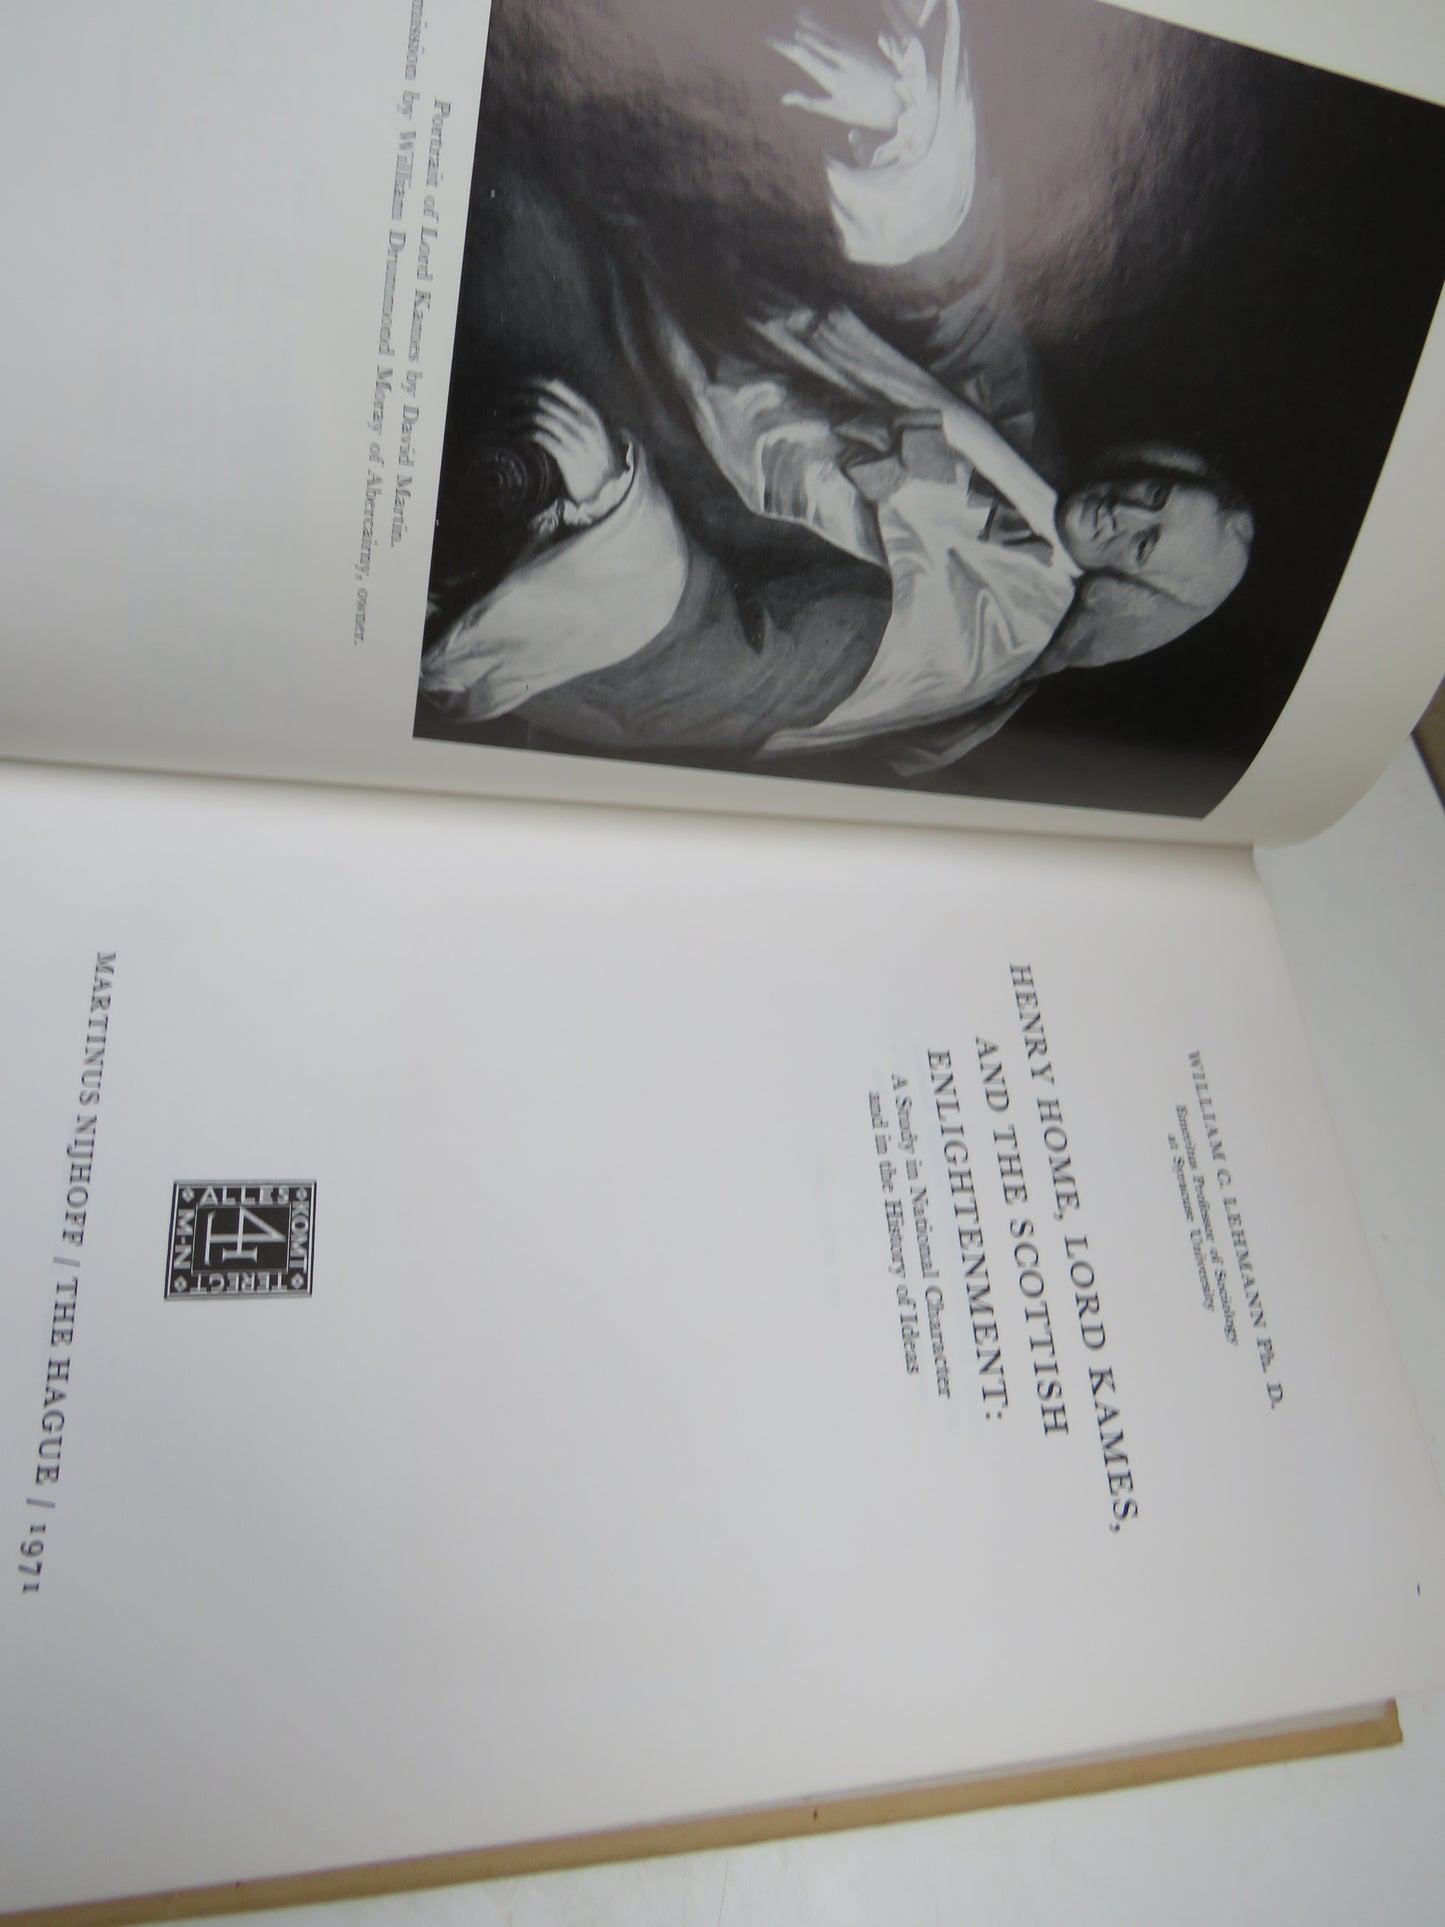 Portrait of Lord Kames by David Martin.
by William Drummond Moray of Abercairny, owner.
WILLIAM C. LEHMANN Ph. D.
Emeritus Professor of Sociology
at Syracuse University
HENRY HOME, LORD KAMES,
AND THE SCOTTISH
ENLIGHTENMENT:
A Study in National Character
and in the History of Ideas
ALLES
KOMT
TERECT
M-N
MARTINUS NIJHOFF / THE HAGUE / 1971